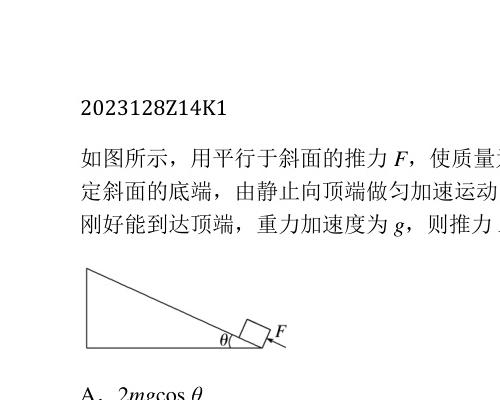 2023128Z14K1
如图所示，用平行于斜面的推力 F，使质量
定斜面的底端，由静止向顶端做匀加速运动
刚好能到达顶端，重力加速度为 g，则推力
θ F
A．2mgcos θ